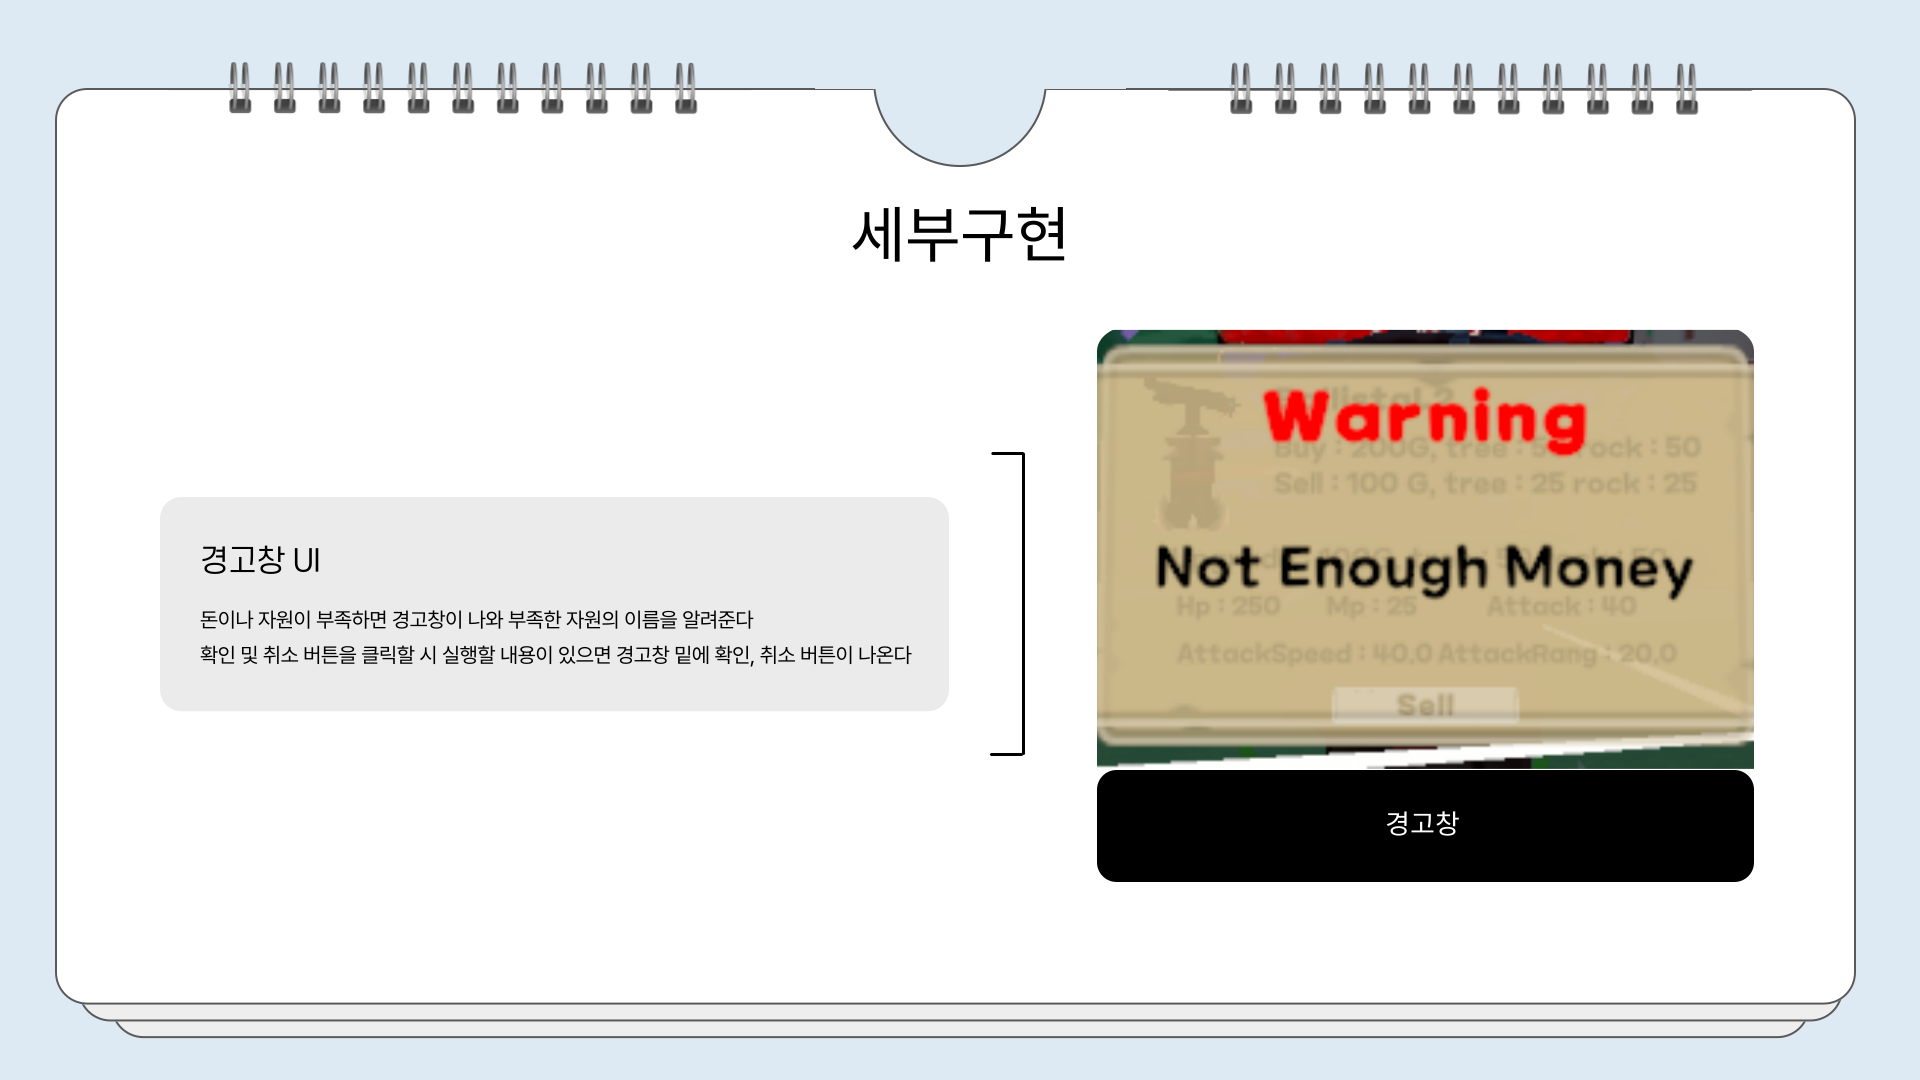 세부구현
경고창 UI
돈이나 자원이 부족하면 경고창이 나와 부족한 자원의 이름을 알려준다
확인 및 취소 버튼을 클릭할 시 실행할 내용이 있으면 경고창 밑에 확인, 취소 버튼이 나온다
Warning
Buy : 200G, tree : 5 rock : 50
Sell : 100 G, tree : 25 rock : 25
Not Enough Money
Hp : 250 Mp : 25 Attack : 40
AttackSpeed : 40.0 AttackRang : 20.0
Sell
경고창